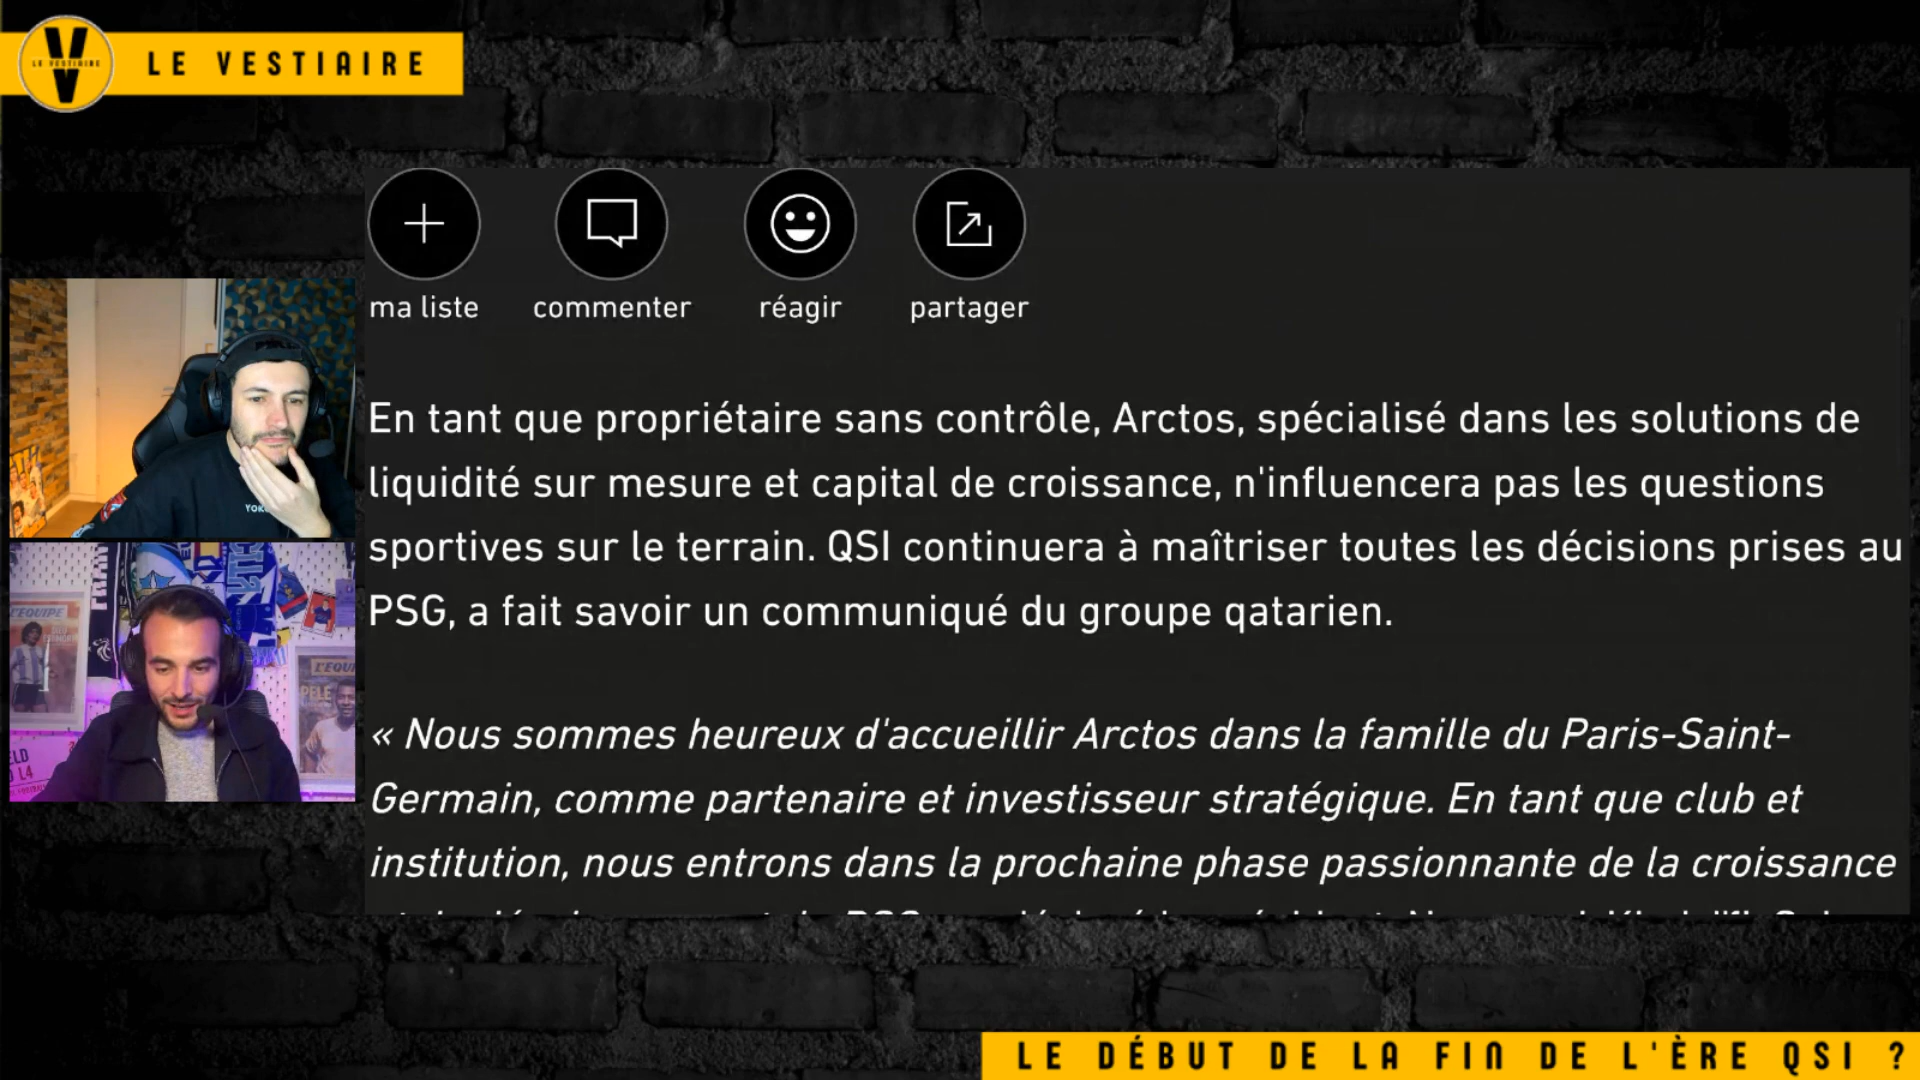 LE VESTIAIRE
ma liste
commenter
réagir
partager
En tant que propriétaire sans contrôle, Arctos, spécialisé dans les solutions de
liquidité sur mesure et capital de croissance, n'influencera pas les questions
sportives sur le terrain. QSI continuera à maîtriser toutes les décisions prises au
PSG, a fait savoir un communiqué du groupe qatarien.
« Nous sommes heureux d'accueillir Arctos dans la famille du Paris-Saint-
Germain, comme partenaire et investisseur stratégique. En tant que club et
institution, nous entrons dans la prochaine phase passionnante de la croissance
L'EQUIPE
L'EQUI
PELE
LE DÉBUT DE LA FIN DE L'ÈRE QSI ?